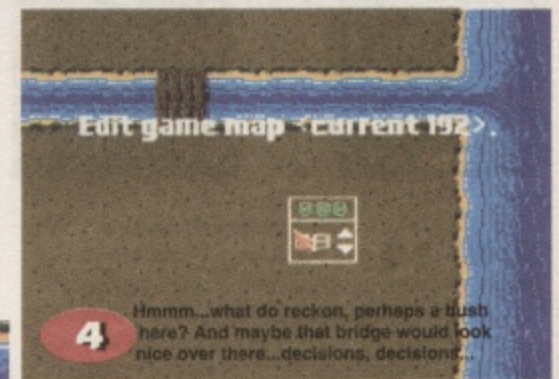 Edit game map <current 192>.
4
Hmmm...what do reckon, perhaps a bush
here? And maybe that bridge would look
nice over there...decisions, decisions...